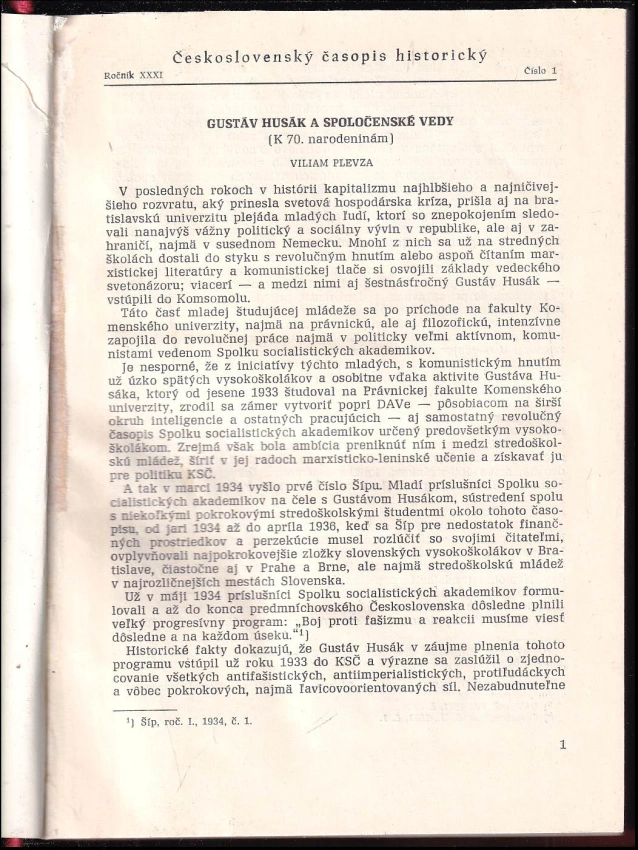 Československý časopis historický
Ročník XXXI
Číslo 1
GUSTÁV HUSÁK A SPOLOČENSKÉ VEDY
(K 70. narodeninám)
VILIAM PLEVZA
V posledných rokoch v histórii kapitalizmu najhlbšieho a najničivej-
šieho rozvratu, aký prinesla svetová hospodárska kríza, prišla aj na bra-
tislavskú univerzitu plejáda mladých ľudí, ktorí so znepokojením sledo-
vali nanajvýš vážny politický a sociálny vývin v republike, ale aj v za-
hraničí, najmä v susednom Nemecku. Mnohí z nich sa už na stredných
školách dostali do styku s revolučným hnutím alebo aspoň čítaním mar-
xistickej literatúry a komunistickej tlače si osvojili základy vedeckého
svetonázoru; viacerí — a medzi nimi aj šestnásťročný Gustáv Husák —
vstúpili do Komsomolu.
Táto časť mladej študujúcej mládeže sa po príchode na fakulty Ko-
menského univerzity, najmä na právnickú, ale aj filozofickú, intenzívne
zapojila do revolučnej práce najmä v politicky veľmi aktívnom, komu-
nistami vedenom Spolku socialistických akademikov.
Je nesporné, že z iniciatívy týchto mladých, s komunistickým hnutím
už úzko spätých vysokoškolákov a osobitne vďaka aktivite Gustáva Hu-
sáka, ktorý od jesene 1933 študoval na Právnickej fakulte Komenského
univerzity, zrodil sa zámer vytvoriť popri DAVe — pôsobiacom na širší
okruh inteligencie a ostatných pracujúcich — aj samostatný revolučný
časopis Spolku socialistických akademikov určený predovšetkým vysoko-
školákom. Zrejmá však bola ambícia preniknúť ním i medzi stredoškol-
skú mládež, šíriť v jej radoch marxisticko-leninské učenie a získavať ju
pre politiku KSČ.
A tak v marci 1934 vyšlo prvé číslo Šípu. Mladí príslušníci Spolku so-
cialistických akademikov na čele s Gustávom Husákom, sústredení spolu
s niekoľkými pokrokovými stredoškolskými študentmi okolo tohoto časo-
pisu, od jari 1934 až do apríla 1936, keď sa Šíp pre nedostatok finanč-
ných prostriedkov a perzekúcie musel rozlúčiť so svojimi čitateľmi,
ovplyvňovali najpokrokovejšie zložky slovenských vysokoškolákov v Bra-
tislave, čiastočne aj v Prahe a Brne, ale najmä stredoškolskú mládež
v najrozličnejších mestách Slovenska.
Už v máji 1934 príslušníci Spolku socialistických akademikov formu-
lovali a až do konca predmníchovského Československa dôsledne plnili
veľký progresívny program: „Boj proti fašizmu a reakcii musíme viesť
dôsledne a na každom úseku.“¹)
Historické fakty dokazujú, že Gustáv Husák v záujme plnenia tohoto
programu vstúpil už roku 1933 do KSČ a výrazne sa zaslúžil o zjedno-
covanie všetkých antifašistických, antiimperialistických, protiľudáckych
a vôbec pokrokových, najmä ľavicovoorientovaných síl. Nezabudnuteľne
¹) Šíp, roč. I., 1934, č. 1.
1